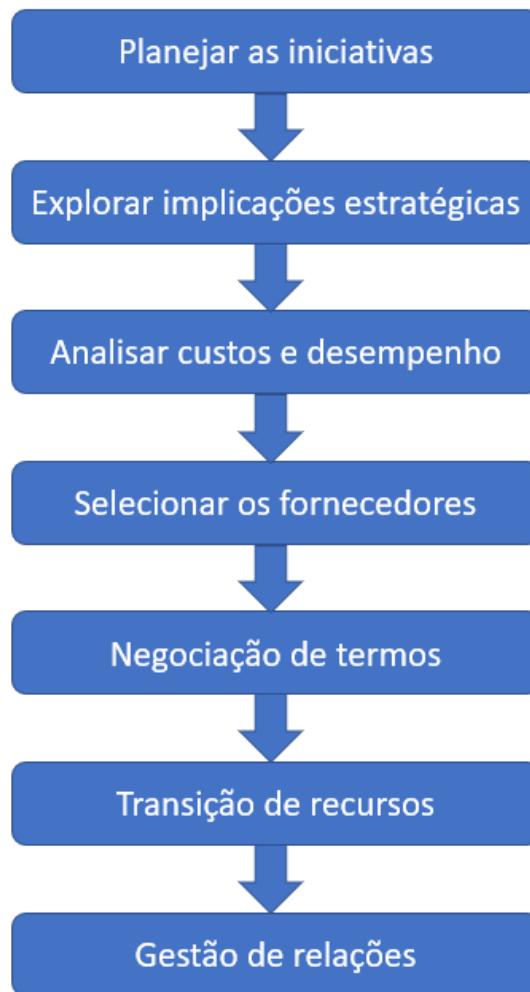 Planejar as iniciativas
Explorar implicações estratégicas
Analisar custos e desempenho
Selecionar os fornecedores
Negociação de termos
Transição de recursos
Gestão de relações